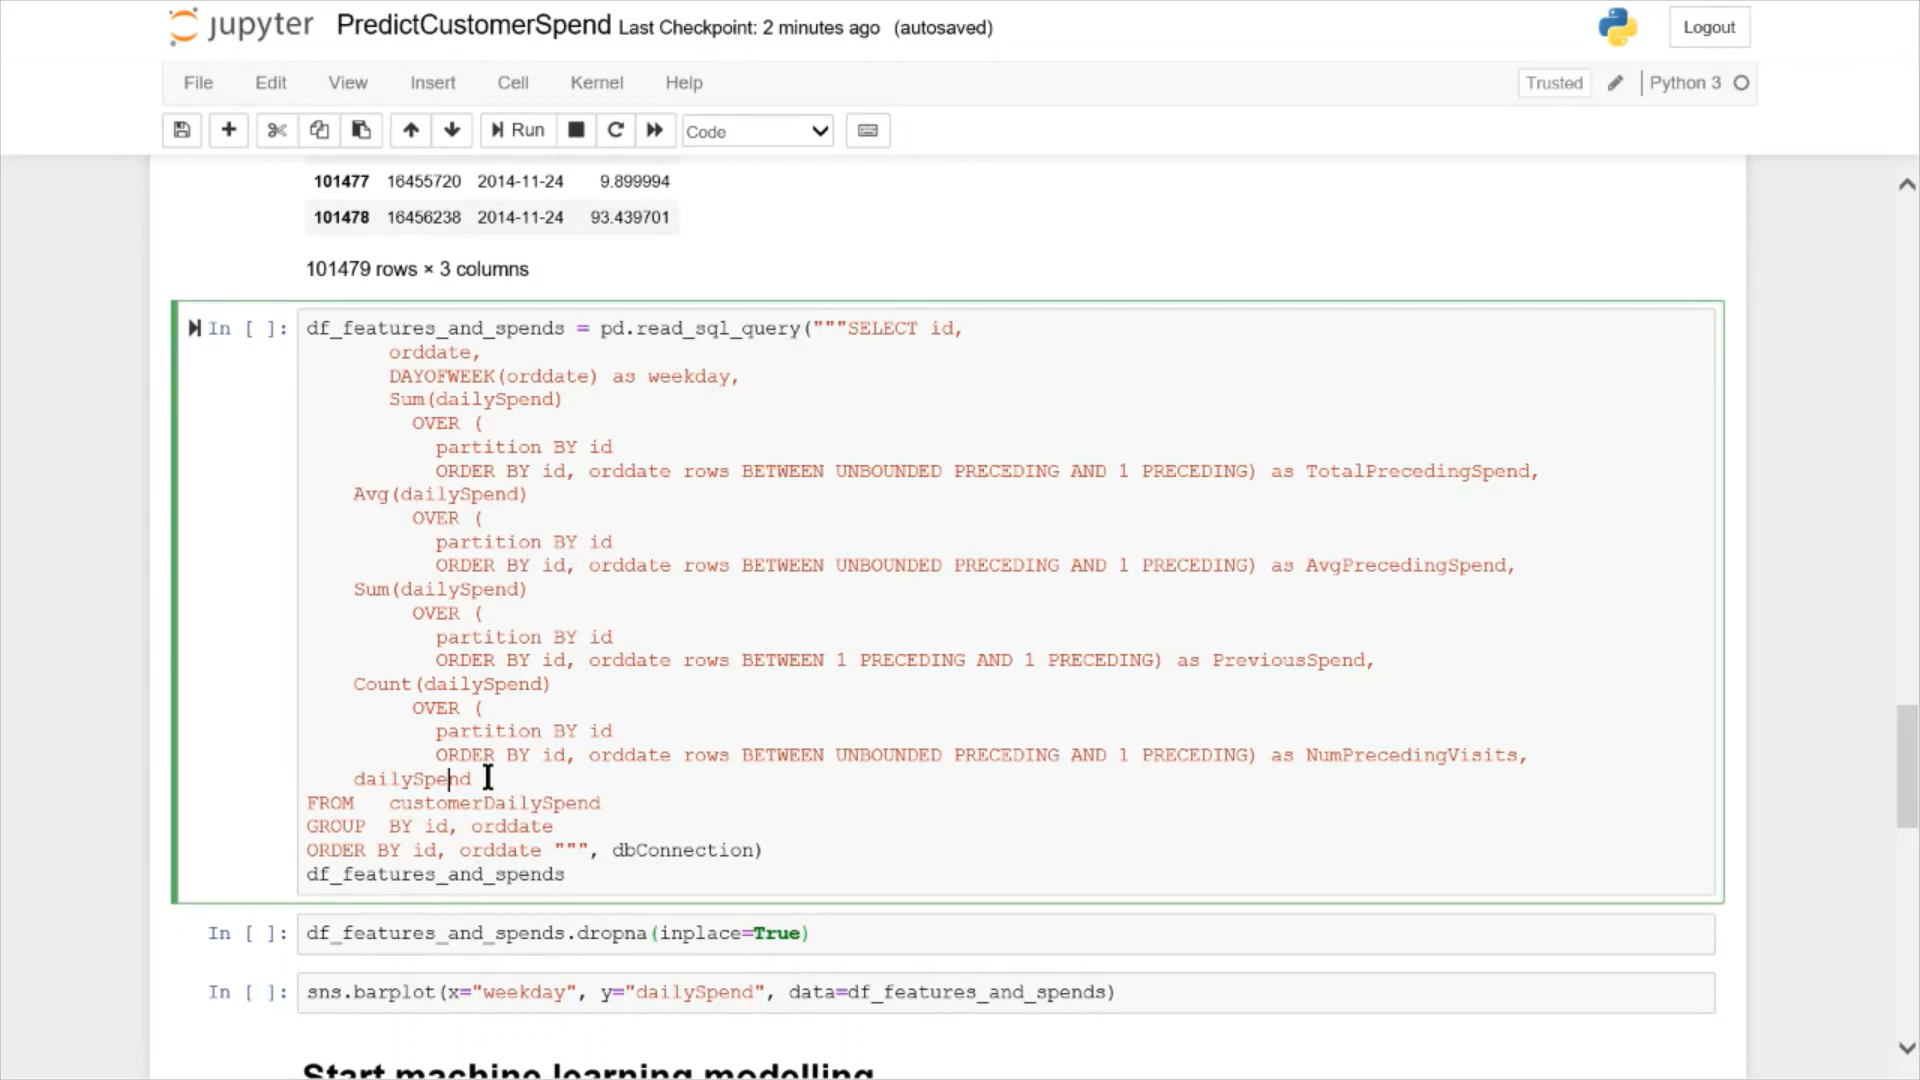 jupyter PredictCustomerSpend Last Checkpoint: 2 minutes ago (autosaved) Logout
File Edit View Insert Cell Kernel Help Trusted Python 3
Run Code
101477 16455720 2014-11-24 9.899994
101478 16456238 2014-11-24 93.439701
101479 rows × 3 columns
In [ ]: df_features_and_spends = pd.read_sql_query("""SELECT id,
orddate,
DAYOFWEEK(orddate) as weekday,
Sum(dailySpend)
OVER (
partition BY id
ORDER BY id, orddate rows BETWEEN UNBOUNDED PRECEDING AND 1 PRECEDING) as TotalPrecedingSpend,
Avg(dailySpend)
OVER (
partition BY id
ORDER BY id, orddate rows BETWEEN UNBOUNDED PRECEDING AND 1 PRECEDING) as AvgPrecedingSpend,
Sum(dailySpend)
OVER (
partition BY id
ORDER BY id, orddate rows BETWEEN 1 PRECEDING AND 1 PRECEDING) as PreviousSpend,
Count(dailySpend)
OVER (
partition BY id
ORDER BY id, orddate rows BETWEEN UNBOUNDED PRECEDING AND 1 PRECEDING) as NumPrecedingVisits,
dailySpend
FROM customerDailySpend
GROUP BY id, orddate
ORDER BY id, orddate """, dbConnection)
df_features_and_spends
In [ ]: df_features_and_spends.dropna(inplace=True)
In [ ]: sns.barplot(x="weekday", y="dailySpend", data=df_features_and_spends)
Start machine learning modelling